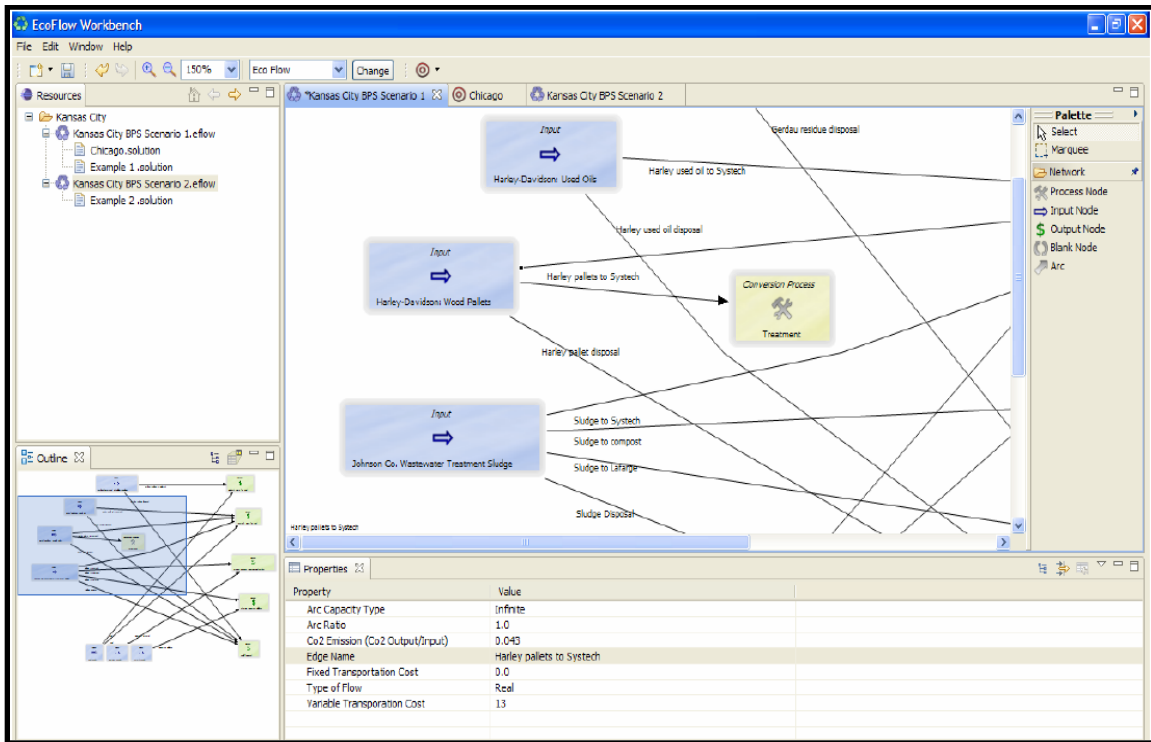 EcoFlow Workbench
File Edit Window Help
150% Eco Flow Change
Resources
Kansas City
Kansas City BPS Scenario 1.eflow
Chicago.solution
Example 1.solution
Kansas City BPS Scenario 2.eflow
Example 2.solution
Outline
*Kansas City BPS Scenario 1 Chicago Kansas City BPS Scenario 2
Input
Harley-Davidson: Used Oils
Gerdau residue disposal
Harley used oil to Systech
Harley used oil disposal
Input
Harley-Davidson: Wood Pallets
Harley pallets to Systech
Conversion Process
Treatment
Harley pallet disposal
Input
Johnson Co. Wastewater Treatment Sludge
Sludge to Systech
Sludge to compost
Sludge to Lafarge
Sludge Disposal
Harley pallets to Systech
Palette
Select
Marquee
Network
Process Node
Input Node
Output Node
Blank Node
Arc
Properties
Property Value
Arc Capacity Type Infinite
Arc Ratio 1.0
Co2 Emission (Co2 Output/Input) 0.043
Edge Name Harley pallets to Systech
Fixed Transportation Cost 0.0
Type of Flow Real
Variable Transporation Cost 13